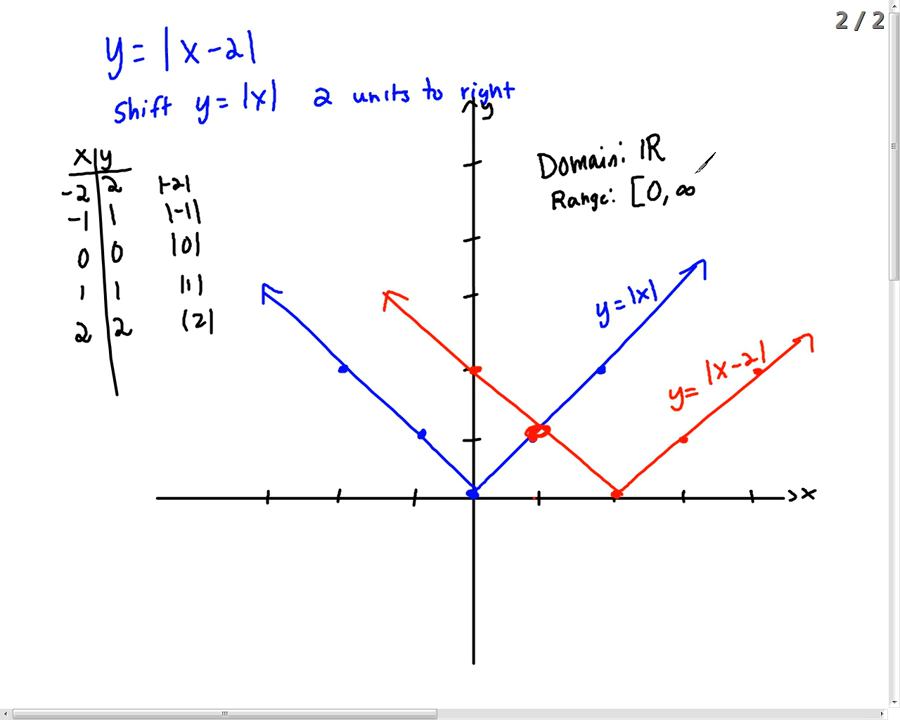 2 / 2
y = |x-2|
Shift y = |x| 2 units to right
y
x | y
-2 | 2 |-2|
-1 | 1 |-1|
0 | 0 |0|
1 | 1 |1|
2 | 2 |2|
Domain: ℝ
Range: [0, ∞
y = |x|
y = |x-2|
x